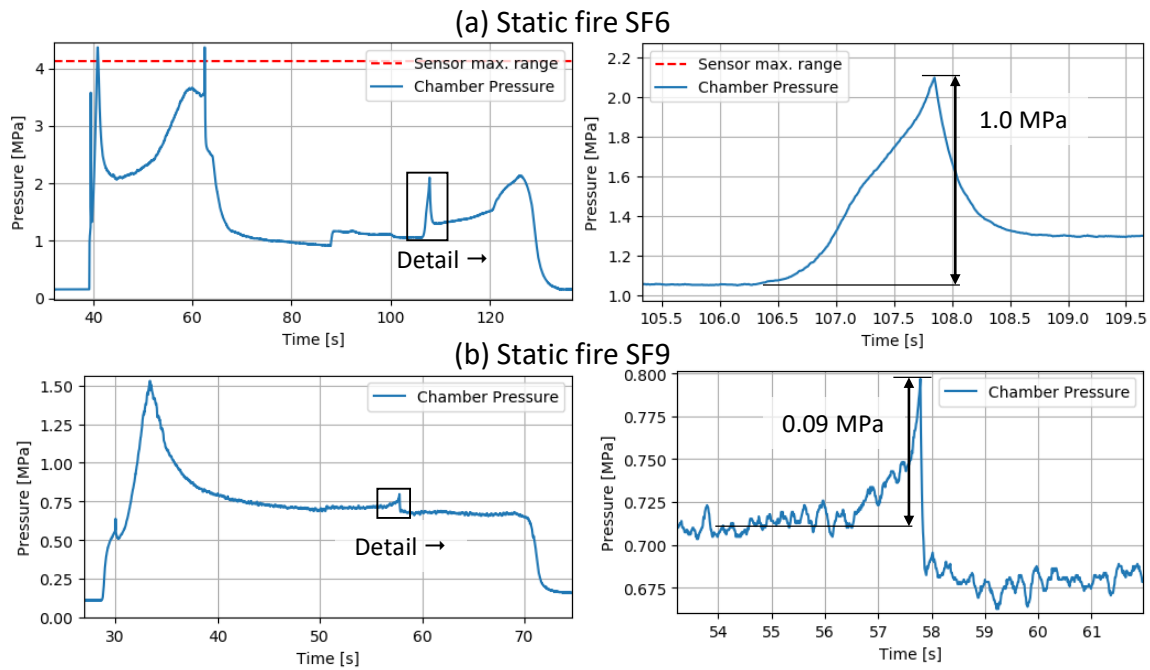 (a) Static fire SF6
Pressure [MPa]
4
3
2
1
0
Sensor max. range
Chamber Pressure
Detail →
40
60
80
100
120
Time [s]
Pressure [MPa]
2.2
2.0
1.8
1.6
1.4
1.2
1.0
Sensor max. range
Chamber Pressure
1.0 MPa
105.5
106.0
106.5
107.0
107.5
108.0
108.5
109.0
109.5
Time [s]
(b) Static fire SF9
Pressure [MPa]
1.50
1.25
1.00
0.75
0.50
0.25
0.00
Chamber Pressure
Detail →
30
40
50
60
70
Time [s]
Pressure [MPa]
0.800
0.775
0.750
0.725
0.700
0.675
Chamber Pressure
0.09 MPa
54
55
56
57
58
59
60
61
Time [s]